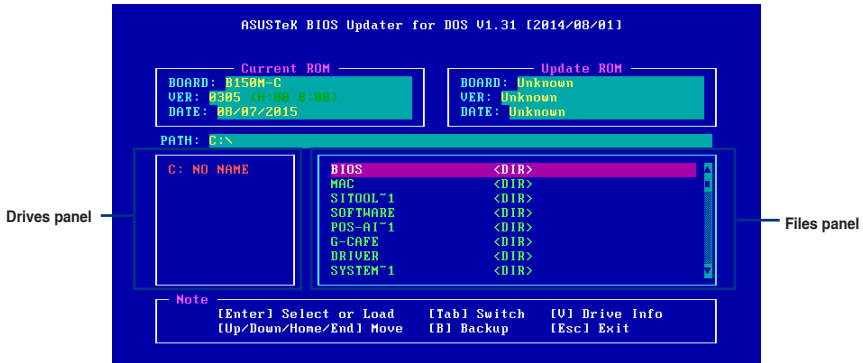 ASUSTeK BIOS Updater for DOS V1.31 [2014/08/01]
Current ROM
BOARD: B150M-C
VER: 0305 (H:00 B:00)
DATE: 08/07/2015
Update ROM
BOARD: Unknown
VER: Unknown
DATE: Unknown
PATH: C:\
C: NO NAME
BIOS <DIR>
MAC <DIR>
SITOOL~1 <DIR>
SOFTWARE <DIR>
POS-AI~1 <DIR>
G-CAFE <DIR>
DRIVER <DIR>
SYSTEM~1 <DIR>
Drives panel
Files panel
Note
[Enter] Select or Load [Tab] Switch [V] Drive Info
[Up/Down/Home/End] Move [B] Backup [Esc] Exit